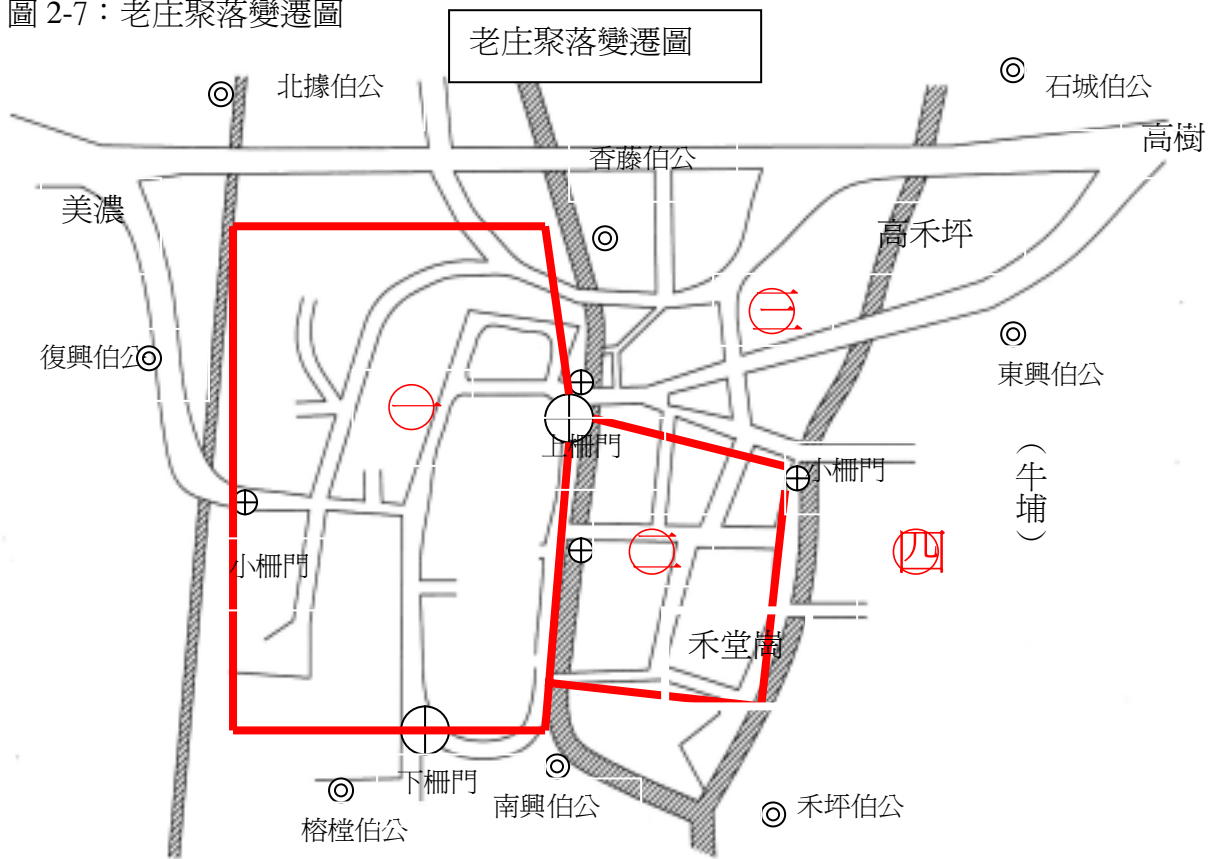 圖 2-7：老庄聚落變遷圖
老庄聚落變遷圖
北據伯公
石城伯公
高樹
香藤伯公
美濃
高禾坪
三
復興伯公
東興伯公
一
上柵門
小柵門
（牛埔）
二
四
小柵門
禾堂崗
下柵門
南興伯公
禾坪伯公
榕樘伯公